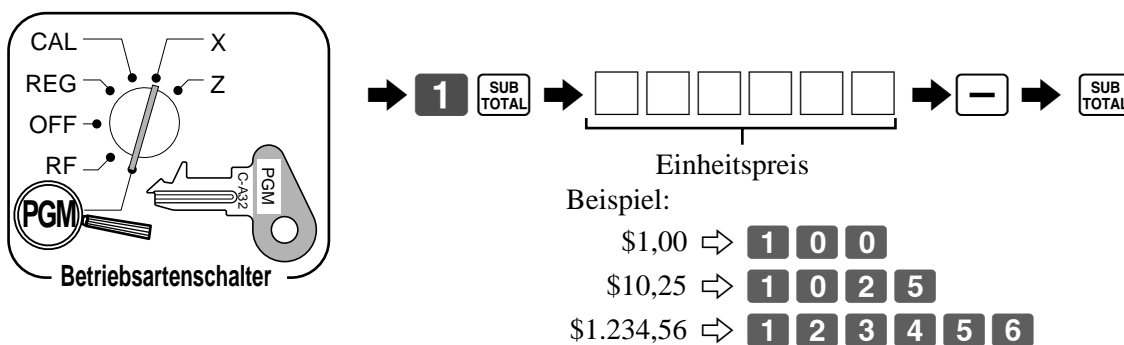 CAL
X
REG
Z
OFF
RF
PGM
PGM
C-A32
Betriebsartenschalter
1 SUB TOTAL — SUB TOTAL
Einheitspreis
Beispiel:
$1,00 ⇨ 1 0 0
$10,25 ⇨ 1 0 2 5
$1.234,56 ⇨ 1 2 3 4 5 6